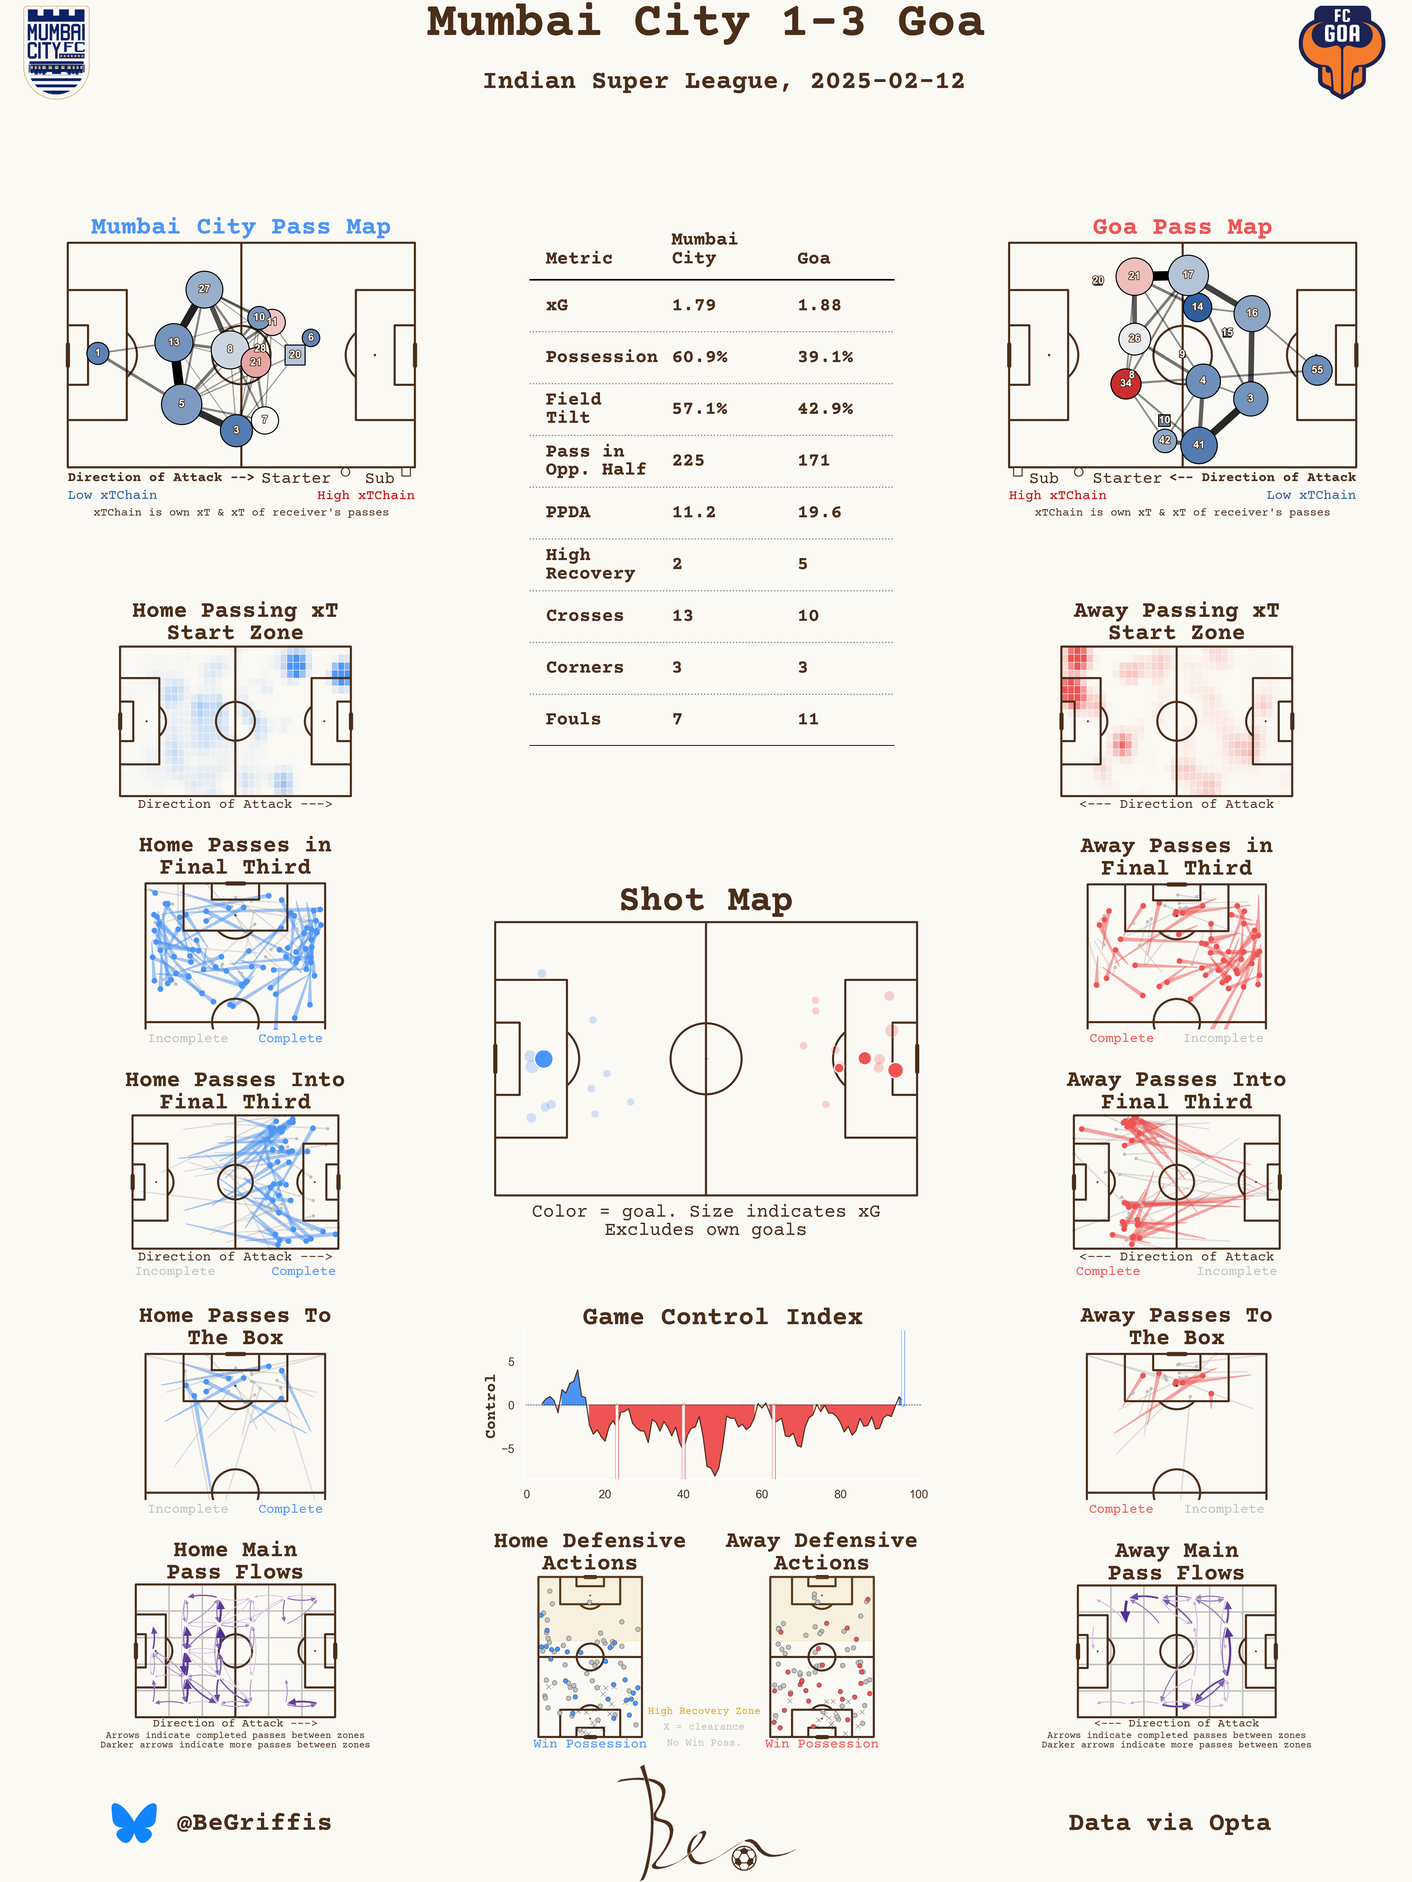 Mumbai City 1-3 Goa
Indian Super League, 2025-02-12
MUMBAI
CITY FC
FC
GOA
Mumbai City Pass Map
27
10
11
6
13
8
28
20
1
21
5
7
3
Direction of Attack --> Starter Sub
Low xTChain High xTChain
xTChain is own xT & xT of receiver's passes
Metric Mumbai City Goa
xG 1.79 1.88
Possession 60.9% 39.1%
Field Tilt 57.1% 42.9%
Pass in Opp. Half 225 171
PPDA 11.2 19.6
High Recovery 2 5
Crosses 13 10
Corners 3 3
Fouls 7 11
Goa Pass Map
20
21
17
14
16
15
26
9
8
34
4
55
3
10
42
41
Sub Starter <-- Direction of Attack
High xTChain Low xTChain
xTChain is own xT & xT of receiver's passes
Home Passing xT
Start Zone
Direction of Attack --->
Away Passing xT
Start Zone
<--- Direction of Attack
Home Passes in
Final Third
Incomplete Complete
Away Passes in
Final Third
Complete Incomplete
Shot Map
Color = goal. Size indicates xG
Excludes own goals
Home Passes Into
Final Third
Direction of Attack --->
Incomplete Complete
Away Passes Into
Final Third
<--- Direction of Attack
Complete Incomplete
Home Passes To
The Box
Incomplete Complete
Game Control Index
Control
5
0
-5
0 20 40 60 80 100
Away Passes To
The Box
Complete Incomplete
Home Main
Pass Flows
Direction of Attack --->
Arrows indicate completed passes between zones
Darker arrows indicate more passes between zones
Home Defensive
Actions
Win Possession
High Recovery Zone
X = clearance
No Win Poss.
Away Defensive
Actions
Win Possession
Away Main
Pass Flows
<--- Direction of Attack
Arrows indicate completed passes between zones
Darker arrows indicate more passes between zones
@BeGriffis
Ben
Data via Opta